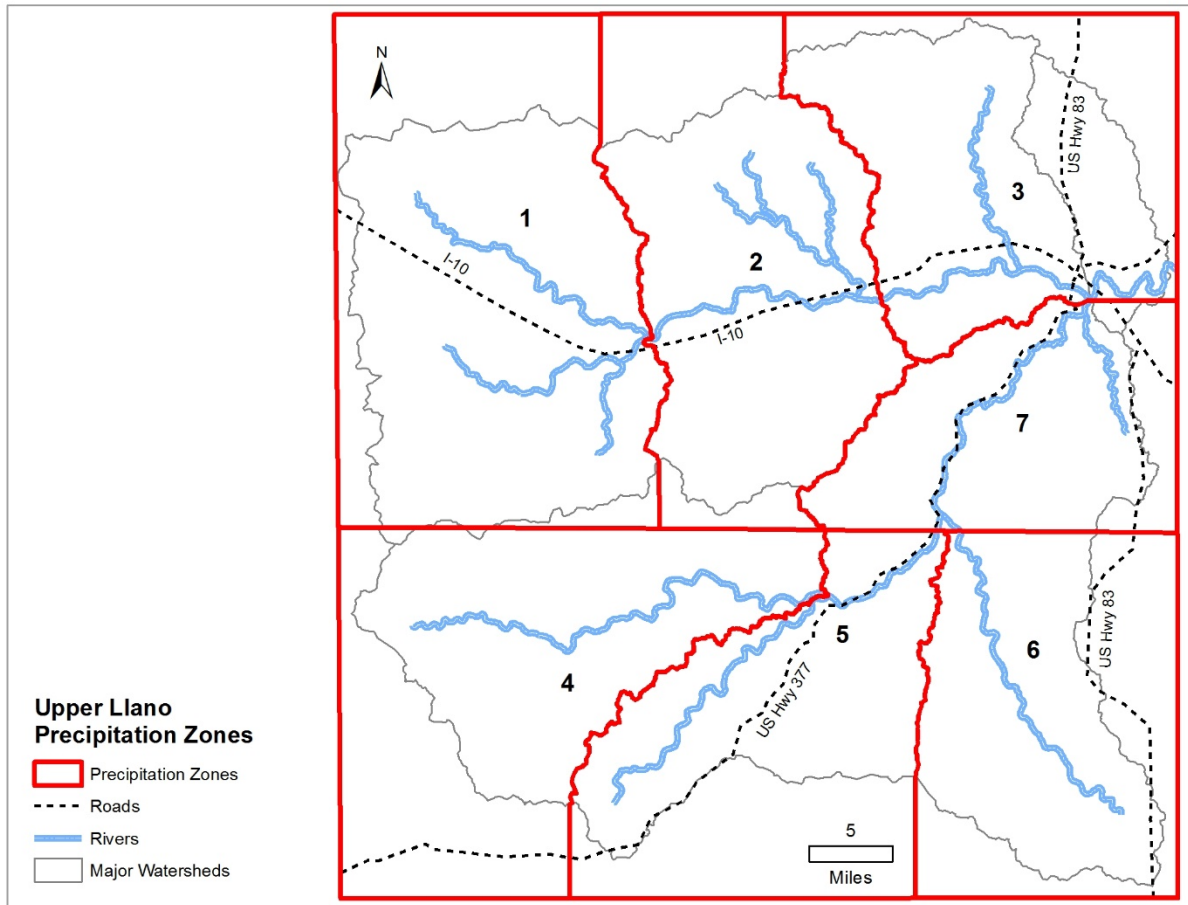 N
US Hwy 83
3
1
I-10
2
I-10
7
5
6
US Hwy 83
4
US Hwy 377
Upper Llano
Precipitation Zones
Precipitation Zones
Roads
Rivers
Major Watersheds
5
Miles